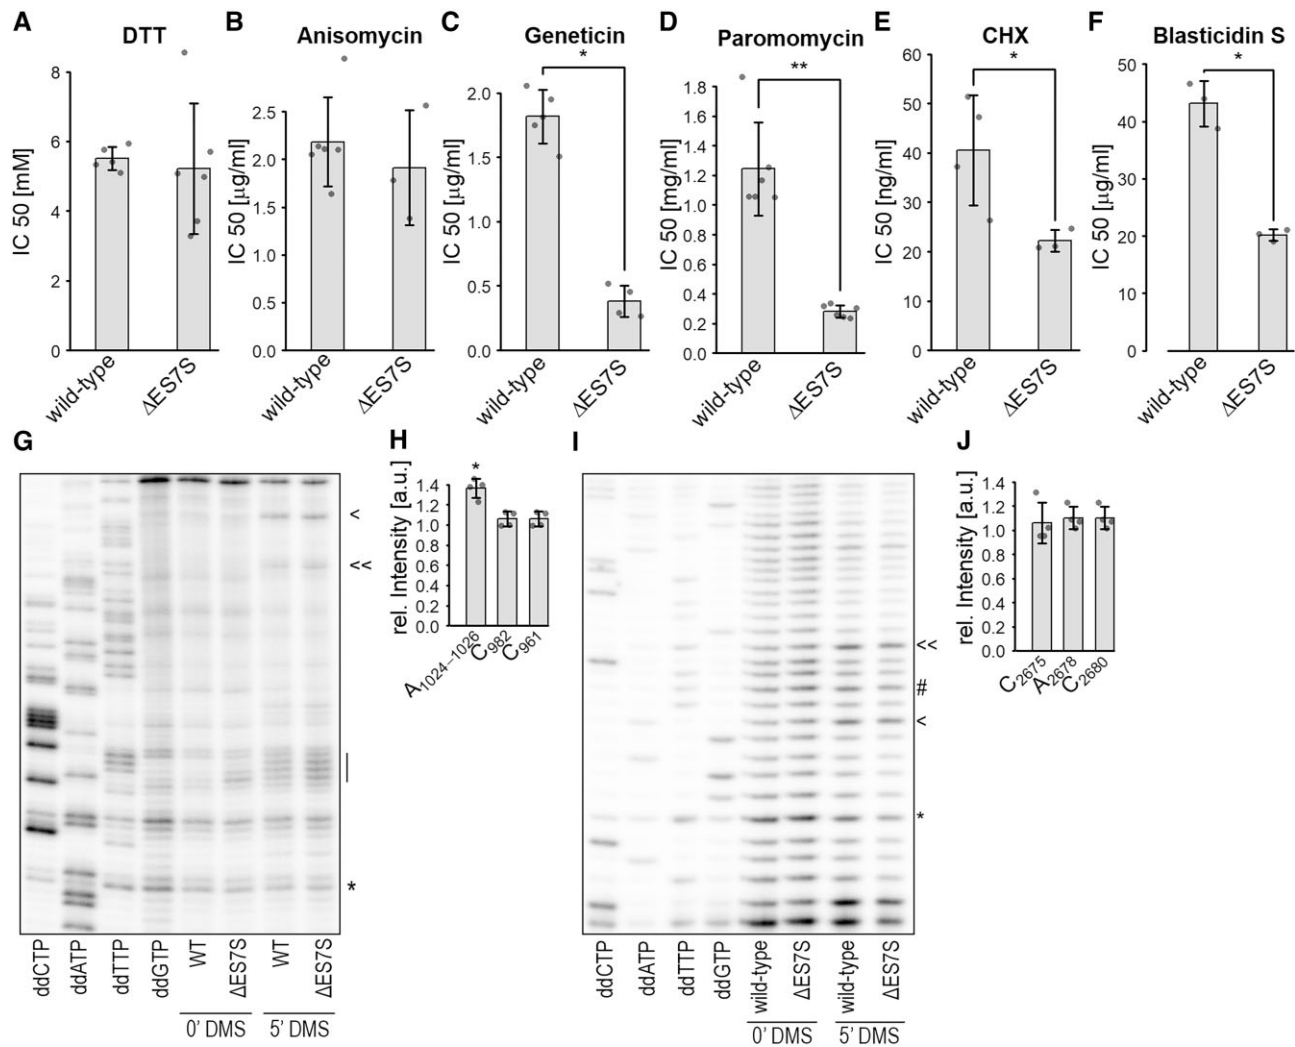 A
DTT
IC 50 [mM]
8
6
4
2
0
wild-type
ΔES7S
B
Anisomycin
IC 50 [µg/ml]
2.5
2.0
1.5
1.0
0.5
0.0
wild-type
ΔES7S
C
Geneticin
*
IC 50 [µg/ml]
2.0
1.5
1.0
0.5
0.0
wild-type
ΔES7S
D
Paromomycin
**
IC 50 [mg/ml]
1.8
1.6
1.4
1.2
1.0
0.8
0.6
0.4
0.2
0.0
wild-type
ΔES7S
E
CHX
*
IC 50 [ng/ml]
60
50
40
30
20
10
0
wild-type
ΔES7S
F
Blasticidin S
*
IC 50 [µg/ml]
50
40
30
20
10
0
wild-type
ΔES7S
G
<
<<
*
ddCTP
ddATP
ddTTP
ddGTP
WT
ΔES7S
WT
ΔES7S
0' DMS
5' DMS
H
*
rel. Intensity [a.u.]
1.4
1.2
1.0
0.8
0.6
0.4
0.2
0.0
A1024–1026
C982
C961
I
<<
#
<
*
ddCTP
ddATP
ddTTP
ddGTP
wild-type
ΔES7S
wild-type
ΔES7S
0' DMS
5' DMS
J
rel. Intensity [a.u.]
1.4
1.2
1.0
0.8
0.6
0.4
0.2
0.0
C2675
A2678
C2680